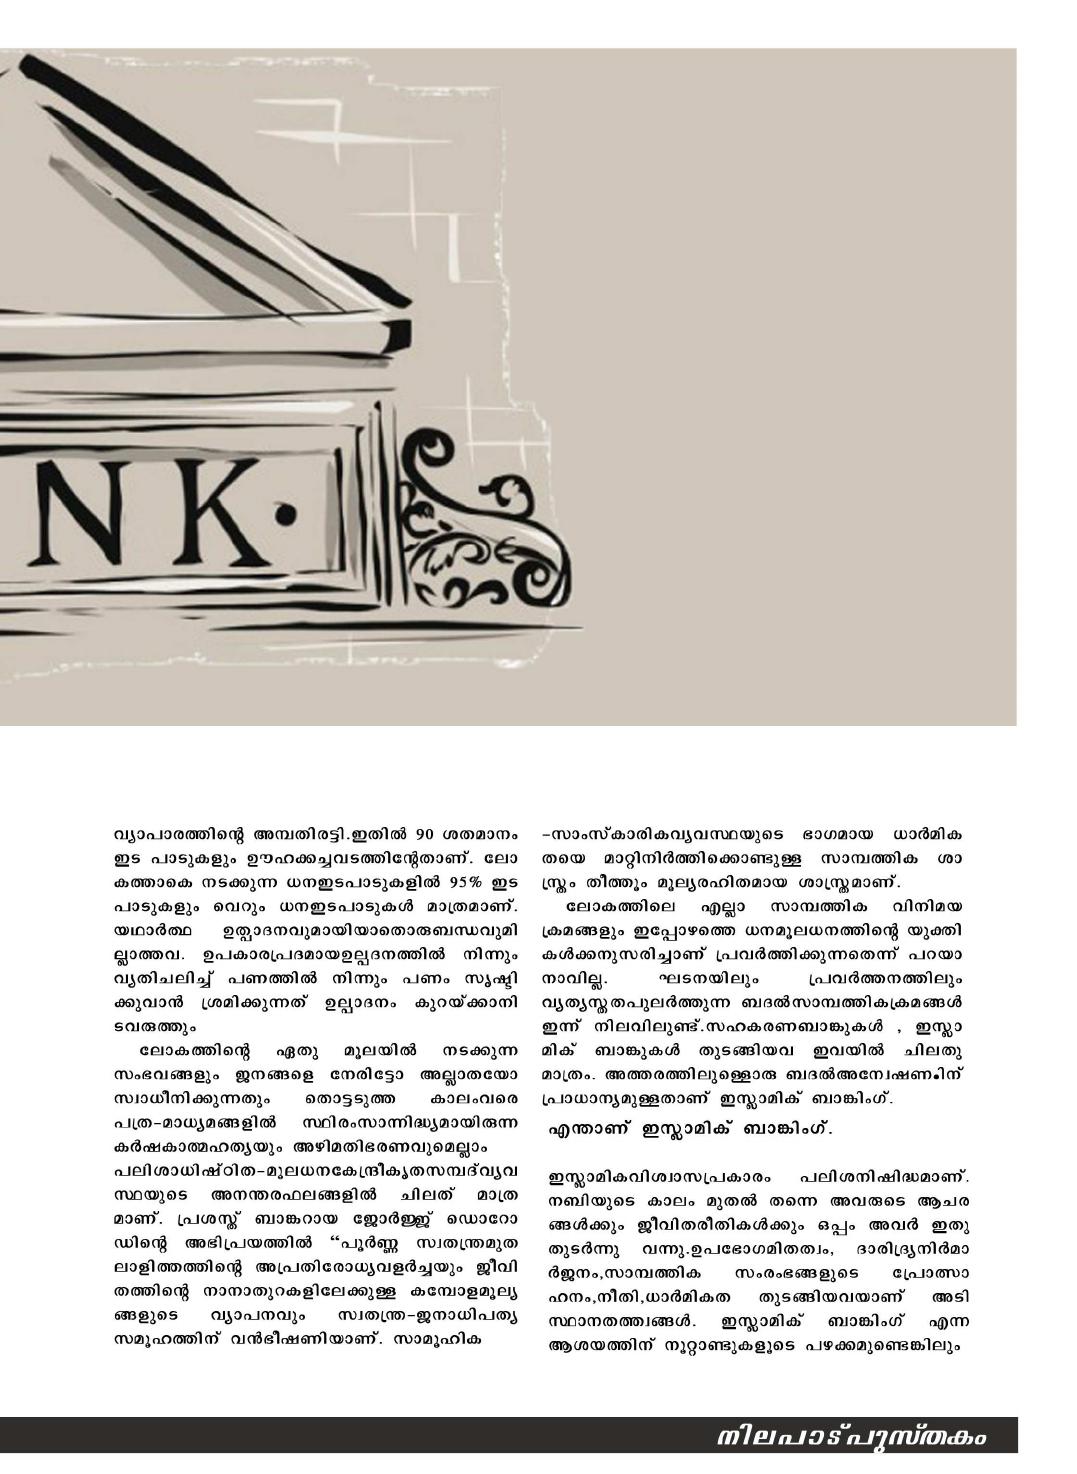 NK.
വ്യാപാരത്തിന്റെ അമ്പതിരട്ടി.ഇതിൽ 90 ശതമാനം
ഇട പാടുകളും ഊഹക്കച്ചവടത്തിന്റേതാണ്. ലോ
കത്താകെ നടക്കുന്ന ധനഇടപാടുകളിൽ 95% ഇട
പാടുകളും വെറും ധനഇടപാടുകൾ മാത്രമാണ്.
യഥാർത്ഥ ഉത്പാദനവുമായിയാതൊരുബന്ധവുമി
ല്ലാത്തവ. ഉപകാരപ്രദമായഉല്പദനത്തിൽ നിന്നും
വ്യതിചലിച്ച് പണത്തിൽ നിന്നും പണം സൃഷ്ടി
ക്കുവാൻ ശ്രമിക്കുന്നത് ഉല്പാദനം കുറയ്ക്കാനി
ടവരുത്തും
ലോകത്തിന്റെ ഏതു മൂലയിൽ നടക്കുന്ന
സംഭവങ്ങളും ജനങ്ങളെ നേരിട്ടോ അല്ലാതയോ
സ്വാധീനിക്കുന്നതും തൊട്ടടുത്ത കാലംവരെ
പത്ര-മാധ്യമങ്ങളിൽ സ്ഥിരംസാന്നിദ്ധ്യമായിരുന്ന
കർഷകാത്മഹത്യയും അഴിമതിഭരണവുമെല്ലാം
പലിശാധിഷ്ഠിത-മൂലധനകേന്ദ്രീകൃതസമ്പദ്‌വ്യവ
സ്ഥയുടെ അനന്തരഫലങ്ങളിൽ ചിലത് മാത്ര
മാണ്. പ്രശസ്ത് ബാങ്കറായ ജോർജ്ജ് ഡൊറോ
ഡിന്റെ അഭിപ്രയത്തിൽ “പൂർണ്ണ സ്വതന്ത്രമുത
ലാളിത്തത്തിന്റെ അപ്രതിരോധ്യവളർച്ചയും ജീവി
തത്തിന്റെ നാനാതുറകളിലേക്കുള്ള കമ്പോളമൂല്യ
ങ്ങളുടെ വ്യാപനവും സ്വതന്ത്ര-ജനാധിപത്യ
സമൂഹത്തിന് വൻഭീഷണിയാണ്. സാമൂഹിക
-സാംസ്കാരികവ്യവസ്ഥയുടെ ഭാഗമായ ധാർമിക
തയെ മാറ്റിനിർത്തിക്കൊണ്ടുള്ള സാമ്പത്തിക ശാ
സ്ത്രം തീത്തും മൂല്യരഹിതമായ ശാസ്ത്രമാണ്.
ലോകത്തിലെ എല്ലാ സാമ്പത്തിക വിനിമയ
ക്രമങ്ങളും ഇപ്പോഴത്തെ ധനമൂലധനത്തിന്റെ യുക്തി
കൾക്കനുസരിച്ചാണ് പ്രവർത്തിക്കുന്നതെന്ന് പറയാ
നാവില്ല. ഘടനയിലും പ്രവർത്തനത്തിലും
വ്യത്യസ്തതപുലർത്തുന്ന ബദൽസാമ്പത്തികക്രമങ്ങൾ
ഇന്ന് നിലവിലുണ്ട്.സഹകരണബാങ്കുകൾ , ഇസ്ലാ
മിക് ബാങ്കുകൾ തുടങ്ങിയവ ഇവയിൽ ചിലതു
മാത്രം. അത്തരത്തിലുള്ളൊരു ബദൽഅന്വേഷണ്ിന്
പ്രാധാന്യമുള്ളതാണ് ഇസ്ലാമിക് ബാങ്കിംഗ്.
എന്താണ് ഇസ്ലാമിക് ബാങ്കിംഗ്.
ഇസ്ലാമികവിശ്വാസപ്രകാരം പലിശനിഷിദ്ധമാണ്.
നബിയുടെ കാലം മുതൽ തന്നെ അവരുടെ ആചര
ങ്ങൾക്കും ജീവിതരീതികൾക്കും ഒപ്പം അവർ ഇതു
തുടർന്നു വന്നു.ഉപഭോഗമിതത്വം, ദാരിദ്ര്യനിർമാ
ർജനം,സാമ്പത്തിക സംരംഭങ്ങളുടെ പ്രോത്സാ
ഹനം,നീതി,ധാർമികത തുടങ്ങിയവയാണ് അടി
സ്ഥാനതത്ത്വങ്ങൾ. ഇസ്ലാമിക് ബാങ്കിംഗ് എന്ന
ആശയത്തിന് നൂറ്റാണ്ടുകളൂടെ പഴക്കമുണ്ടെങ്കിലും
നിലപാട്പുസ്തകം